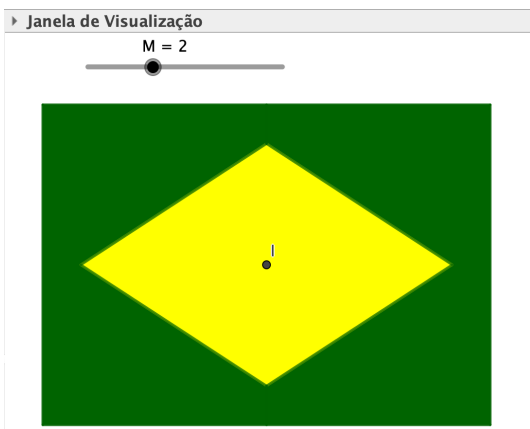 Janela de Visualização
M = 2
I